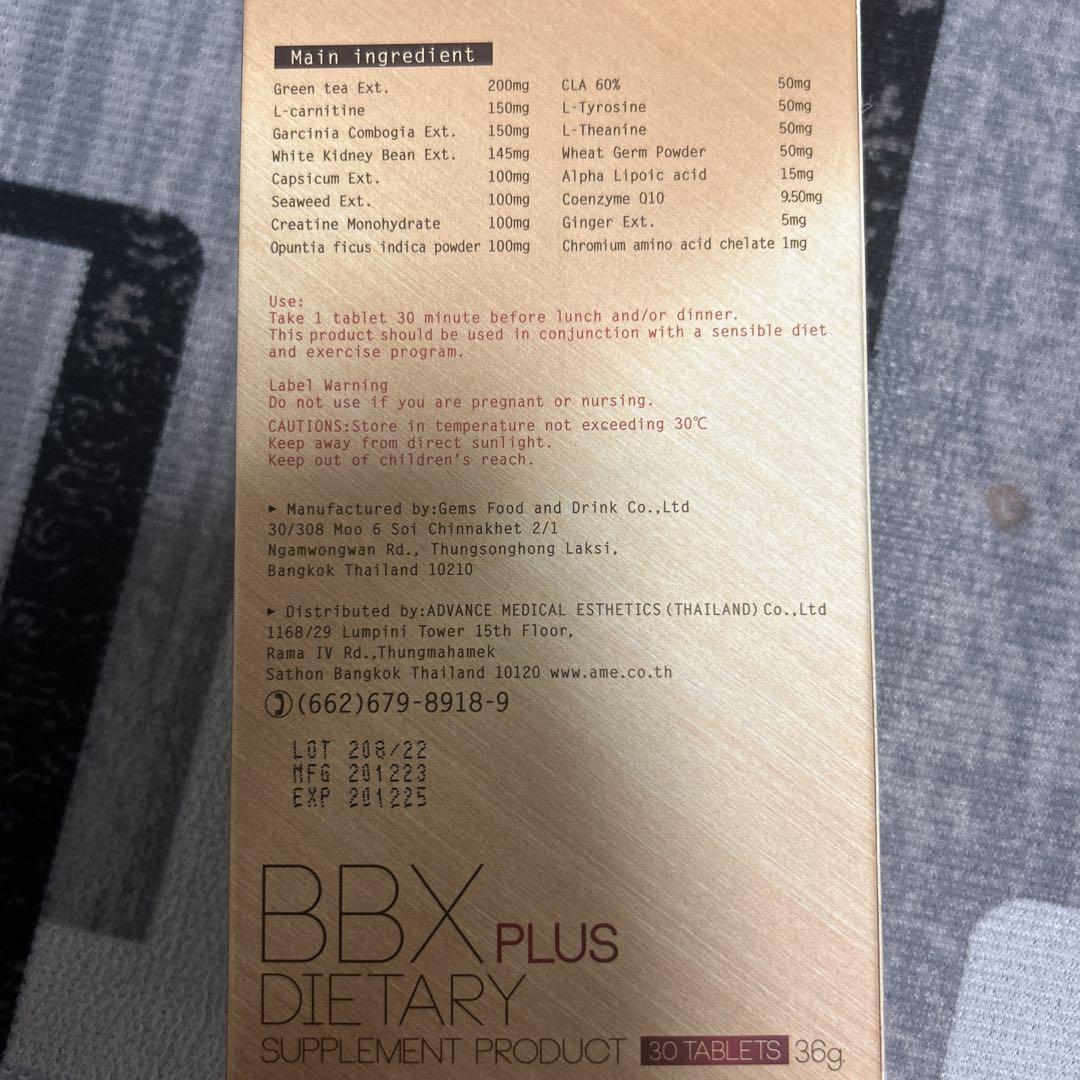 Main ingredient
Green tea Ext. 200mg
L-carnitine 150mg
Garcinia Combogia Ext. 150mg
White Kidney Bean Ext. 145mg
Capsicum Ext. 100mg
Seaweed Ext. 100mg
Creatine Monohydrate 100mg
Opuntia ficus indica powder 100mg
CLA 60% 50mg
L-Tyrosine 50mg
L-Theanine 50mg
Wheat Germ Powder 50mg
Alpha Lipoic acid 15mg
Coenzyme Q10 9.50mg
Ginger Ext. 5mg
Chromium amino acid chelate 1mg
Use:
Take 1 tablet 30 minute before lunch and/or dinner.
This product should be used in conjunction with a sensible diet
and exercise program.
Label Warning
Do not use if you are pregnant or nursing.
CAUTIONS:Store in temperature not exceeding 30℃
Keep away from direct sunlight.
Keep out of children's reach.
▶ Manufactured by:Gems Food and Drink Co.,Ltd
30/308 Moo 6 Soi Chinnakhet 2/1
Ngamwongwan Rd., Thungsonghong Laksi,
Bangkok Thailand 10210
▶ Distributed by:ADVANCE MEDICAL ESTHETICS(THAILAND)Co.,Ltd
1168/29 Lumpini Tower 15th Floor,
Rama IV Rd.,Thungmahamek
Sathon Bangkok Thailand 10120 www.ame.co.th
(662)679-8918-9
LOT 208/22
MFG 201223
EXP 201225
BBX PLUS
DIETARY
SUPPLEMENT PRODUCT 30 TABLETS 36g